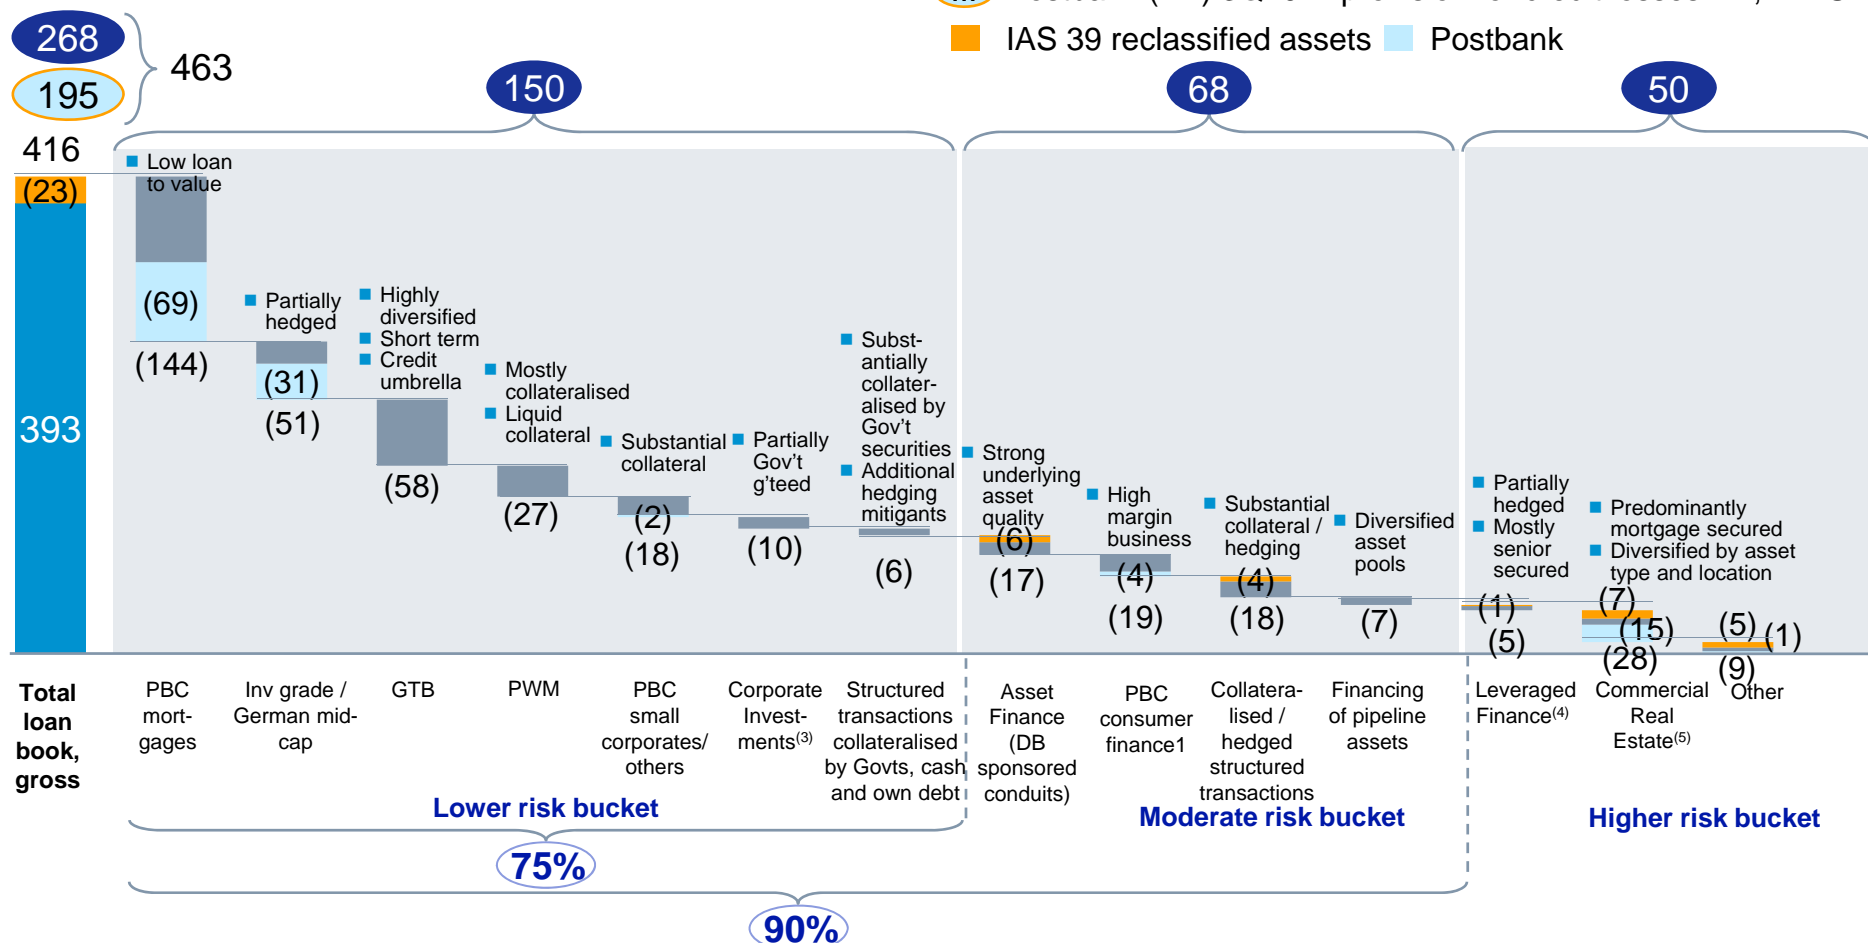 IAS 39 reclassified assets
Postbank
268
195
463
150
68
50
416
(23)
393
Low loan
to value
(69)
(144)
Partially
hedged
(31)
(51)
Highly
diversified
Short term
Credit
umbrella
(58)
Mostly
collateralised
Liquid
collateral
(27)
Substantial
collateral
(2)
(18)
Partially
Gov't
g'teed
(10)
Subst-
antially
collater-
alised by
Gov't
securities
Additional
hedging
mitigants
(6)
Strong
underlying
asset
quality
(6)
(17)
High
margin
business
(4)
(19)
Substantial
collateral /
hedging
(4)
(18)
Diversified
asset
pools
(7)
Partially
hedged
Mostly
senior
secured
(1)
(5)
Predominantly
mortgage secured
Diversified by asset
type and location
(7)
(15)
(28)
(5)
(1)
(9)
Total
loan
book,
gross
PBC
mort-
gages
Inv grade /
German mid-
cap
GTB
PWM
PBC
small
corporates/
others
Corporate
Invest-
ments(3)
Structured
transactions
collateralised
by Govts, cash
and own debt
Asset
Finance
(DB
sponsored
conduits)
PBC
consumer
finance1
Collatera-
lised /
hedged
structured
transactions
Financing
of pipeline
assets
Leveraged
Finance(4)
Commercial
Real
Estate(5)
Other
Lower risk bucket
Moderate risk bucket
Higher risk bucket
75%
90%